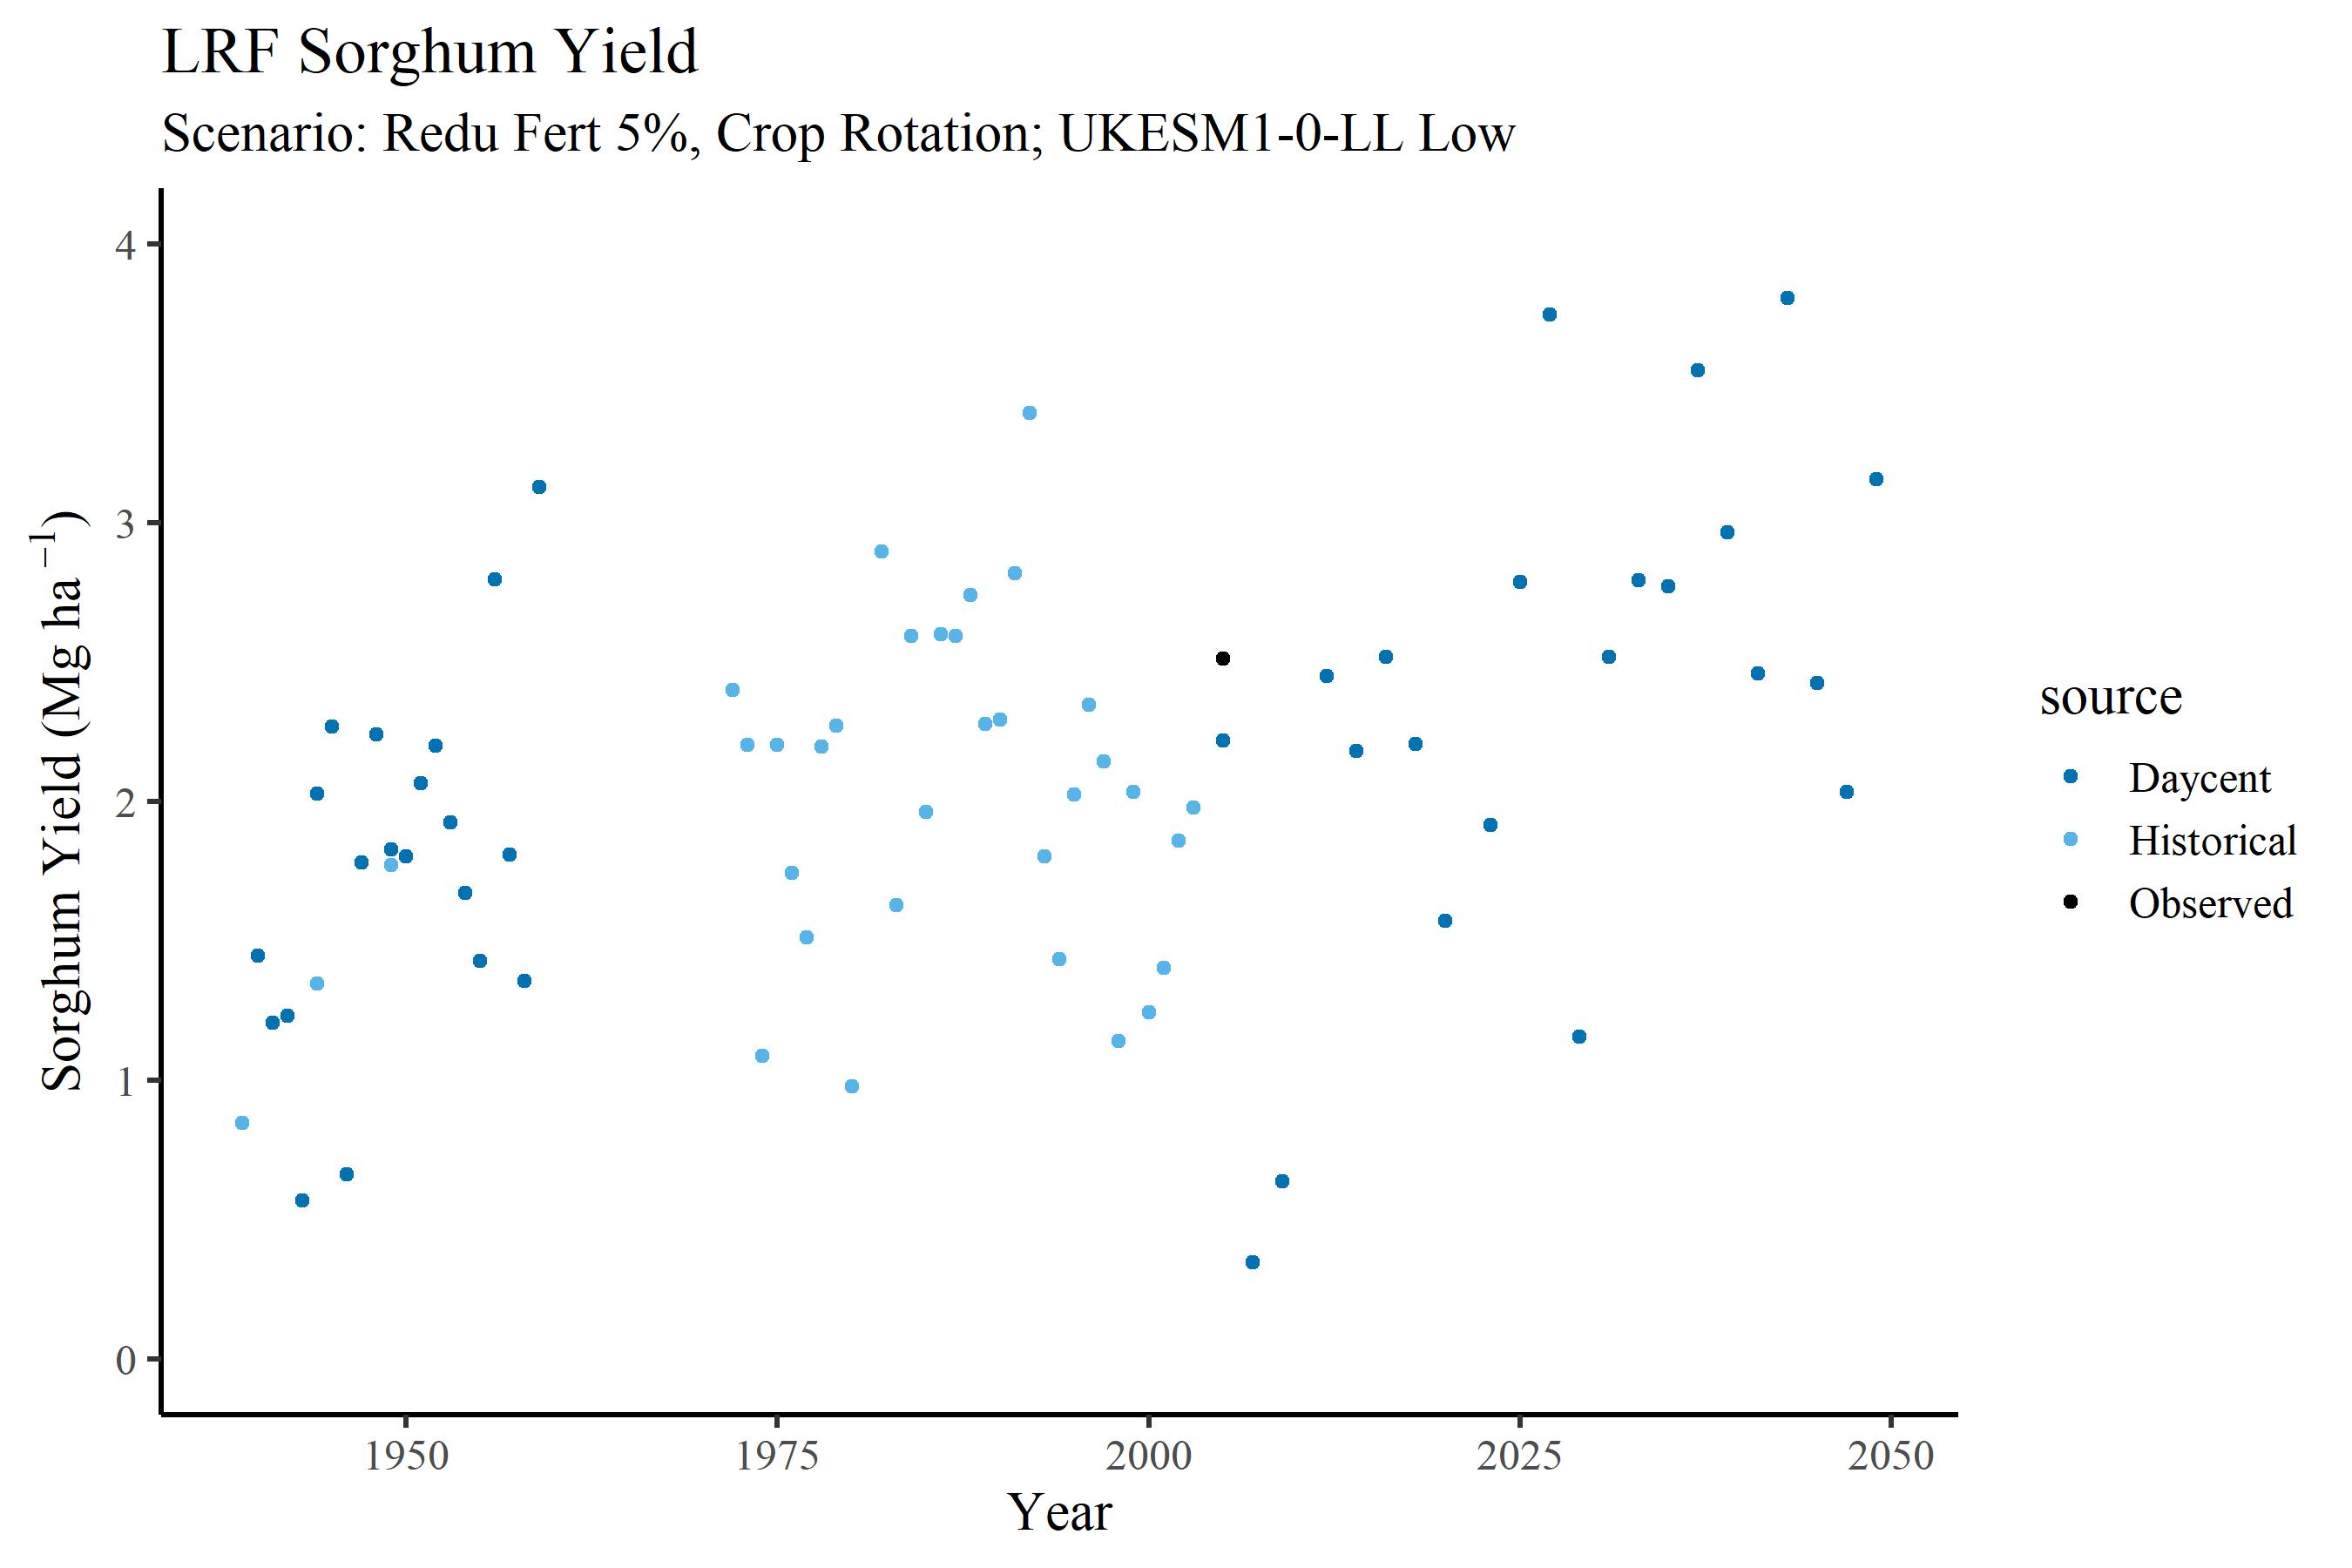 LRF Sorghum Yield
Scenario: Redu Fert 5%, Crop Rotation; UKESM1-0-LL Low
4
3
2
1
0
Sorghum Yield (Mg ha⁻¹)
1950 1975 2000 2025 2050
Year
source
Daycent
Historical
Observed